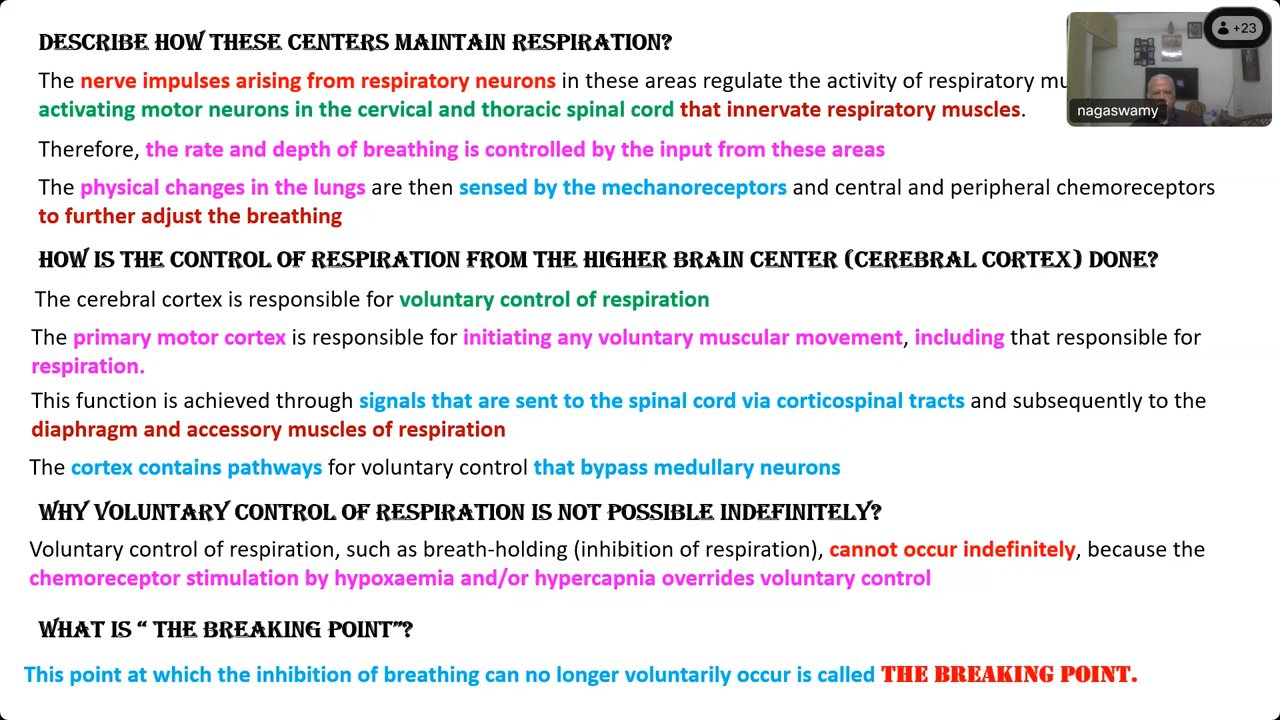 DESCRIBE HOW THESE CENTERS MAINTAIN RESPIRATION?
+23
The nerve impulses arising from respiratory neurons in these areas regulate the activity of respiratory
activating motor neurons in the cervical and thoracic spinal cord that innervate respiratory muscles.
nagaswamy
Therefore, the rate and depth of breathing is controlled by the input from these areas
The physical changes in the lungs are then sensed by the mechanoreceptors and central and peripheral chemoreceptors
to further adjust the breathing
HOW IS THE CONTROL OF RESPIRATION FROM THE HIGHER BRAIN CENTER (CEREBRAL CORTEX) DONE?
The cerebral cortex is responsible for voluntary control of respiration
The primary motor cortex is responsible for initiating any voluntary muscular movement, including that responsible for
respiration.
This function is achieved through signals that are sent to the spinal cord via corticospinal tracts and subsequently to the
diaphragm and accessory muscles of respiration
The cortex contains pathways for voluntary control that bypass medullary neurons
WHY VOLUNTARY CONTROL OF RESPIRATION IS NOT POSSIBLE INDEFINITELY?
Voluntary control of respiration, such as breath-holding (inhibition of respiration), cannot occur indefinitely, because the
chemoreceptor stimulation by hypoxaemia and/or hypercapnia overrides voluntary control
WHAT IS “ THE BREAKING POINT”?
This point at which the inhibition of breathing can no longer voluntarily occur is called THE BREAKING POINT.